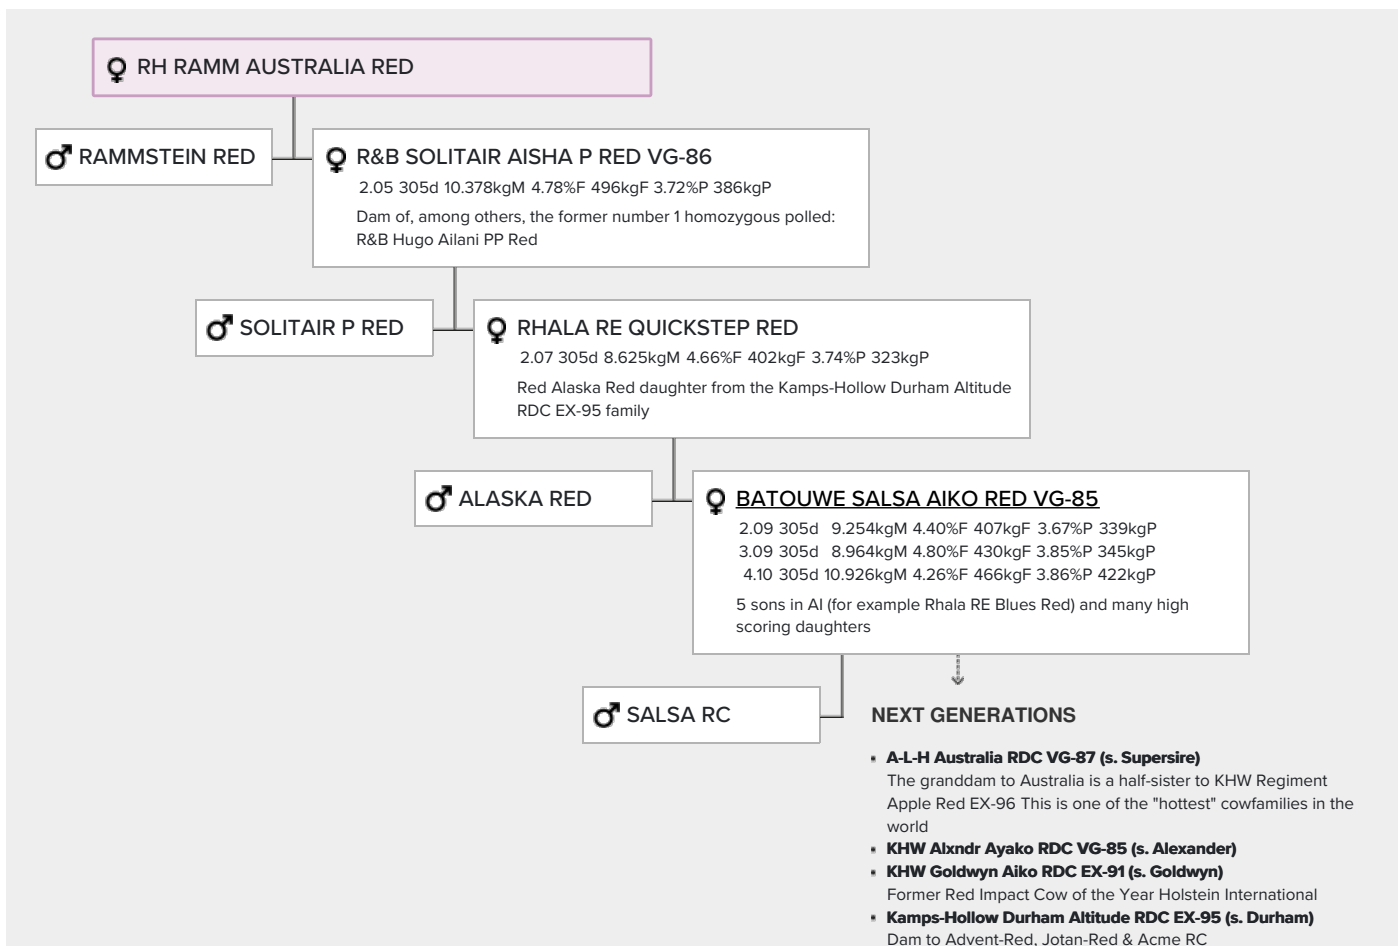 RH RAMM AUSTRALIA RED
RAMMSTEIN RED
R&B SOLITAIR AISHA P RED VG-86
2.05 305d 10.378kgM 4.78%F 496kgF 3.72%P 386kgP
Dam of, among others, the former number 1 homozygous polled:
R&B Hugo Ailani PP Red
SOLITAIR P RED
RHALA RE QUICKSTEP RED
2.07 305d 8.625kgM 4.66%F 402kgF 3.74%P 323kgP
Red Alaska Red daughter from the Kamps-Hollow Durham Altitude
RDC EX-95 family
ALASKA RED
BATOUWE SALSA AIKO RED VG-85
2.09 305d 9.254kgM 4.40%F 407kgF 3.67%P 339kgP
3.09 305d 8.964kgM 4.80%F 430kgF 3.85%P 345kgP
4.10 305d 10.926kgM 4.26%F 466kgF 3.86%P 422kgP
5 sons in AI (for example Rhala RE Blues Red) and many high
scoring daughters
SALSA RC
NEXT GENERATIONS
A-L-H Australia RDC VG-87 (s. Supersire)
The granddam to Australia is a half-sister to KHW Regiment
Apple Red EX-96 This is one of the "hottest" cowfamilies in the
world
KHW Alxndr Ayako RDC VG-85 (s. Alexander)
KHW Goldwyn Aiko RDC EX-91 (s. Goldwyn)
Former Red Impact Cow of the Year Holstein International
Kamps-Hollow Durham Altitude RDC EX-95 (s. Durham)
Dam to Advent-Red, Jotan-Red & Acme RC